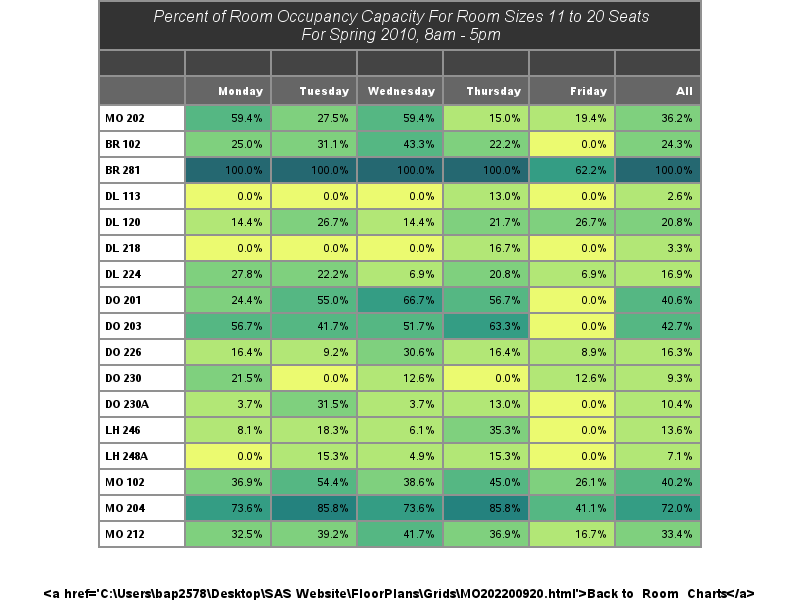 Percent of Room Occupancy Capacity For Room Sizes 11 to 20 Seats
For Spring 2010, 8am - 5pm
Monday Tuesday Wednesday Thursday Friday All
MO 202 59.4% 27.5% 59.4% 15.0% 19.4% 36.2%
BR 102 25.0% 31.1% 43.3% 22.2% 0.0% 24.3%
BR 281 100.0% 100.0% 100.0% 100.0% 62.2% 100.0%
DL 113 0.0% 0.0% 0.0% 13.0% 0.0% 2.6%
DL 120 14.4% 26.7% 14.4% 21.7% 26.7% 20.8%
DL 218 0.0% 0.0% 0.0% 16.7% 0.0% 3.3%
DL 224 27.8% 22.2% 6.9% 20.8% 6.9% 16.9%
DO 201 24.4% 55.0% 66.7% 56.7% 0.0% 40.6%
DO 203 56.7% 41.7% 51.7% 63.3% 0.0% 42.7%
DO 226 16.4% 9.2% 30.6% 16.4% 8.9% 16.3%
DO 230 21.5% 0.0% 12.6% 0.0% 12.6% 9.3%
DO 230A 3.7% 31.5% 3.7% 13.0% 0.0% 10.4%
LH 246 8.1% 18.3% 6.1% 35.3% 0.0% 13.6%
LH 248A 0.0% 15.3% 4.9% 15.3% 0.0% 7.1%
MO 102 36.9% 54.4% 38.6% 45.0% 26.1% 40.2%
MO 204 73.6% 85.8% 73.6% 85.8% 41.1% 72.0%
MO 212 32.5% 39.2% 41.7% 36.9% 16.7% 33.4%
<a href='C:\Users\bap2578\Desktop\SAS Website\FloorPlans\Grids\MO202200920.html'>Back to Room Charts</a>